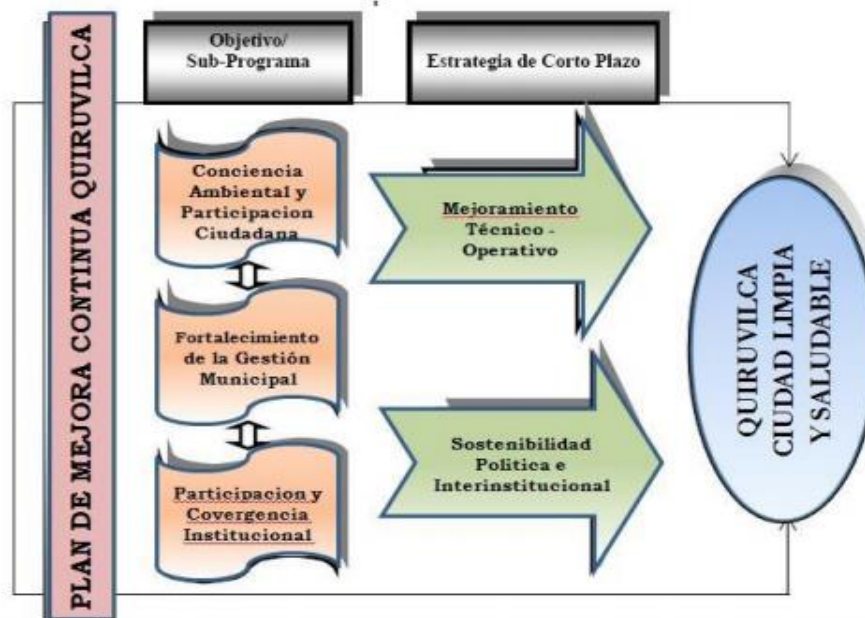 PLAN DE MEJORA CONTINUA QUIRUVILCA
Objetivo/
Sub-Programa
Estrategia de Corto Plazo
Conciencia
Ambiental y
Participacion
Ciudadana
Fortalecimiento
de la Gestión
Municipal
Participacion y
Covergencia
Institucional
Mejoramiento
Técnico -
Operativo
Sostenibilidad
Politica e
Interinstitucional
QUIRUVILCA
CIUDAD LIMPIA
Y SALUDABLE